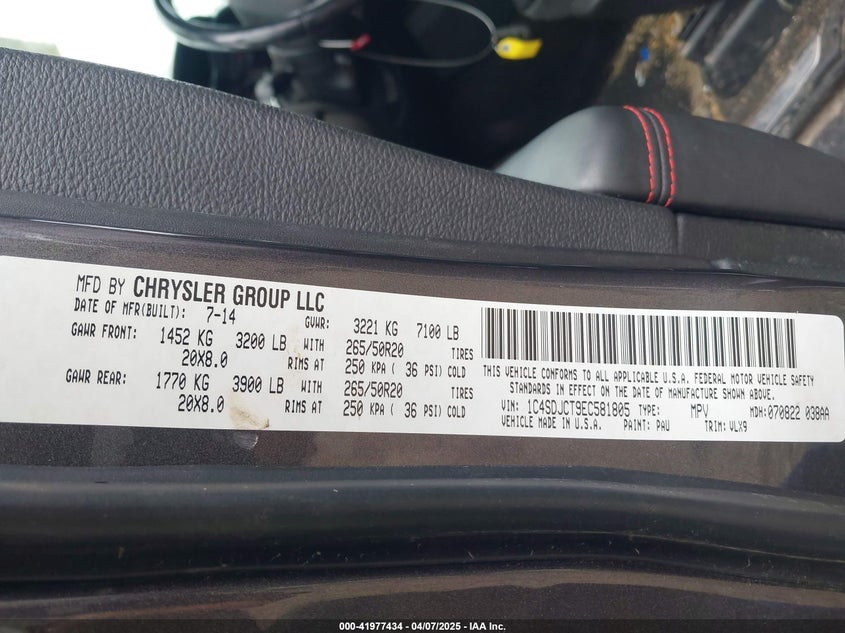 MFD BY CHRYSLER GROUP LLC
DATE OF MFR(BUILT): 7-14 GVWR: 3221 KG 7100 LB
GAWR FRONT: 1452 KG 3200 LB WITH 265/50R20 TIRES
20X8.0 RIMS AT 250 KPA ( 36 PSI) COLD
GAWR REAR: 1770 KG 3900 LB WITH 265/50R20 TIRES
20X8.0 RIMS AT 250 KPA ( 36 PSI) COLD
THIS VEHICLE CONFORMS TO ALL APPLICABLE U.S.A. FEDERAL MOTOR VEHICLE SAFETY
STANDARDS IN EFFECT ON THE DATE OF MANUFACTURE SHOWN ABOVE.
VIN: 1C4SDJCT9EC581805 TYPE: MPV MDH:070822 038AA
VEHICLE MADE IN U.S.A. PAINT: PAU TRIM: VLX9
000-41977434 - 04/07/2025 - IAA Inc.